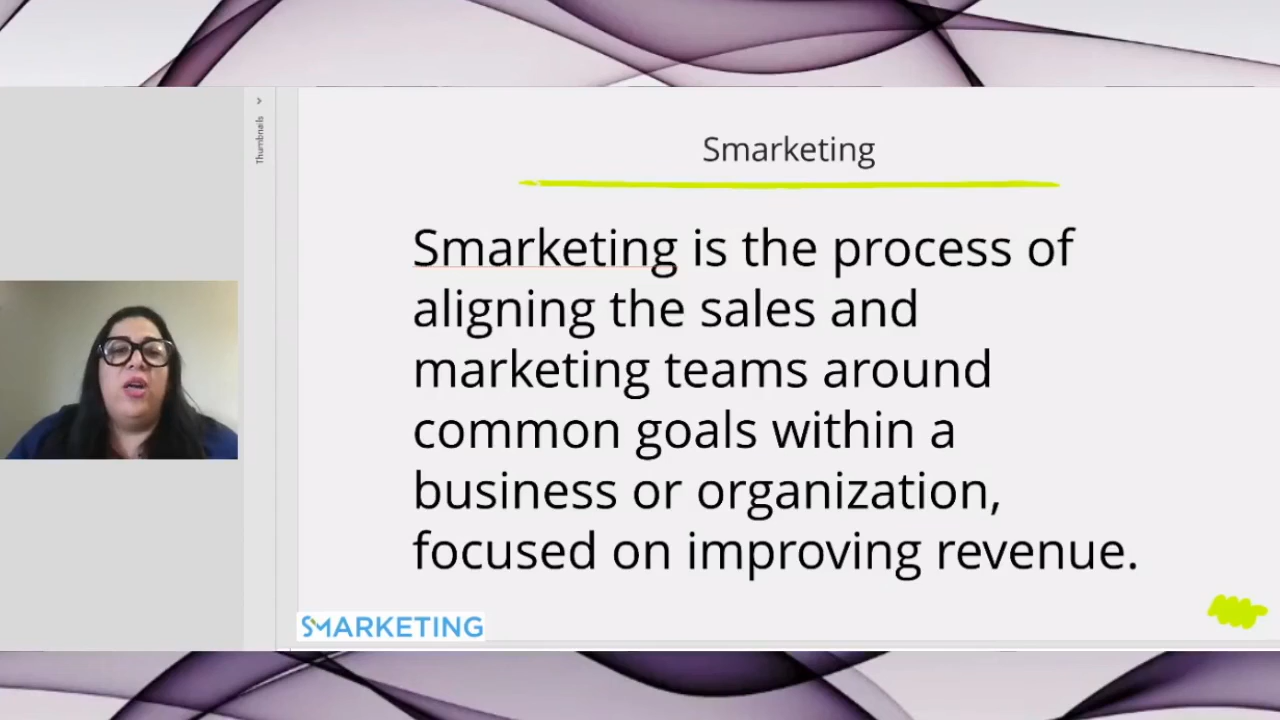 Thumbnails
Smarketing
Smarketing is the process of
aligning the sales and
marketing teams around
common goals within a
business or organization,
focused on improving revenue.
SMARKETING